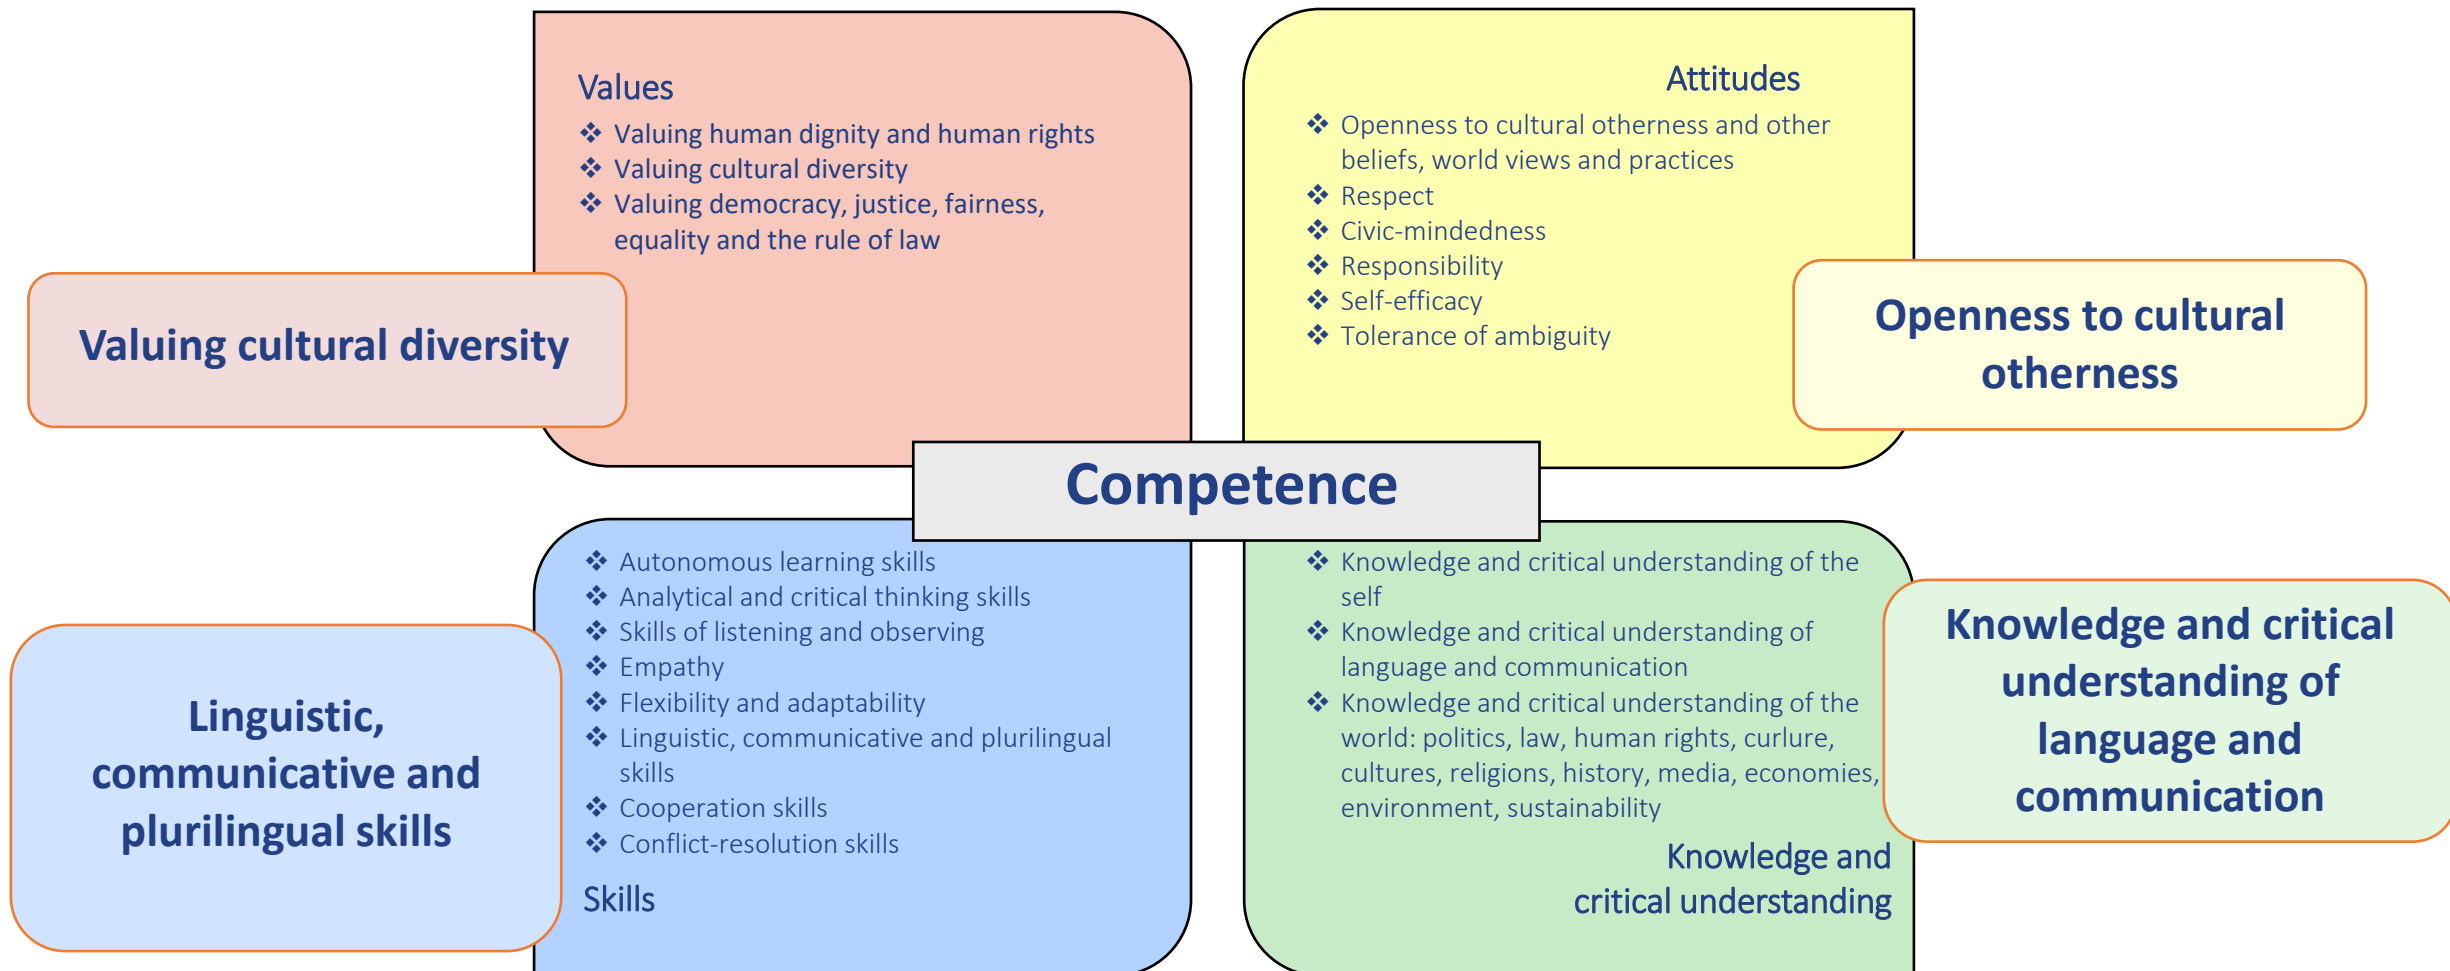 Values
❖ Valuing human dignity and human rights
❖ Valuing cultural diversity
❖ Valuing democracy, justice, fairness,
equality and the rule of law
Valuing cultural diversity
Attitudes
❖ Openness to cultural otherness and other
beliefs, world views and practices
❖ Respect
❖ Civic-mindedness
❖ Responsibility
❖ Self-efficacy
❖ Tolerance of ambiguity
Openness to cultural
otherness
Competence
❖ Autonomous learning skills
❖ Analytical and critical thinking skills
❖ Skills of listening and observing
❖ Empathy
❖ Flexibility and adaptability
❖ Linguistic, communicative and plurilingual
skills
❖ Cooperation skills
❖ Conflict-resolution skills
Skills
Linguistic,
communicative and
plurilingual skills
❖ Knowledge and critical understanding of the
self
❖ Knowledge and critical understanding of
language and communication
❖ Knowledge and critical understanding of the
world: politics, law, human rights, curlure,
cultures, religions, history, media, economies,
environment, sustainability
Knowledge and
critical understanding
Knowledge and critical
understanding of
language and
communication